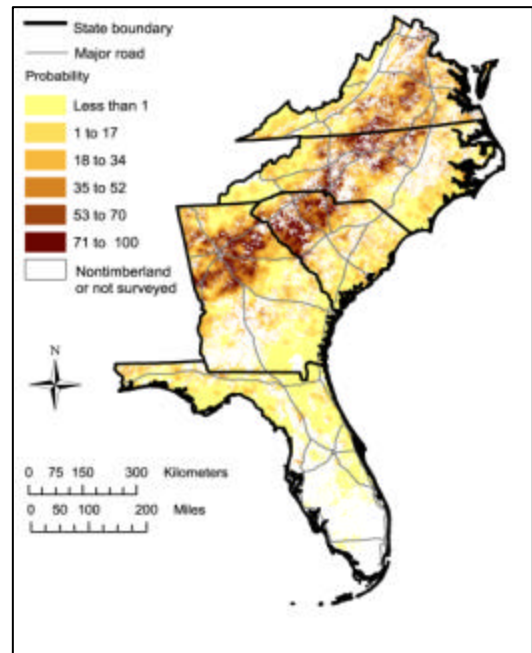 State boundary
Major road
Probability
Less than 1
1 to 17
18 to 34
35 to 52
53 to 70
71 to 100
Nontimberland
or not surveyed
N
0 75 150 300 Kilometers
0 50 100 200 Miles